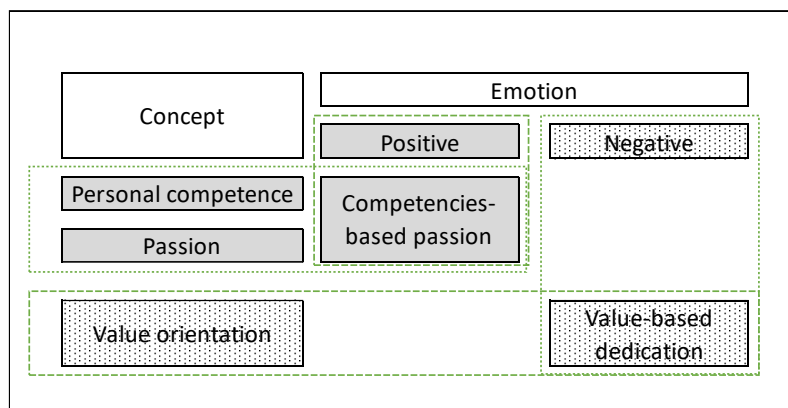 Concept
Emotion
Positive
Negative
Personal competence
Competencies-
based passion
Passion
Value orientation
Value-based
dedication